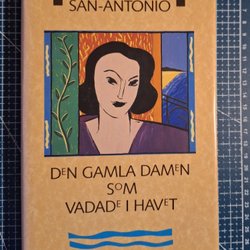 SAN-ANTONIO
DEN GAMLA DAMEN
SOM
VADADE I HAVET